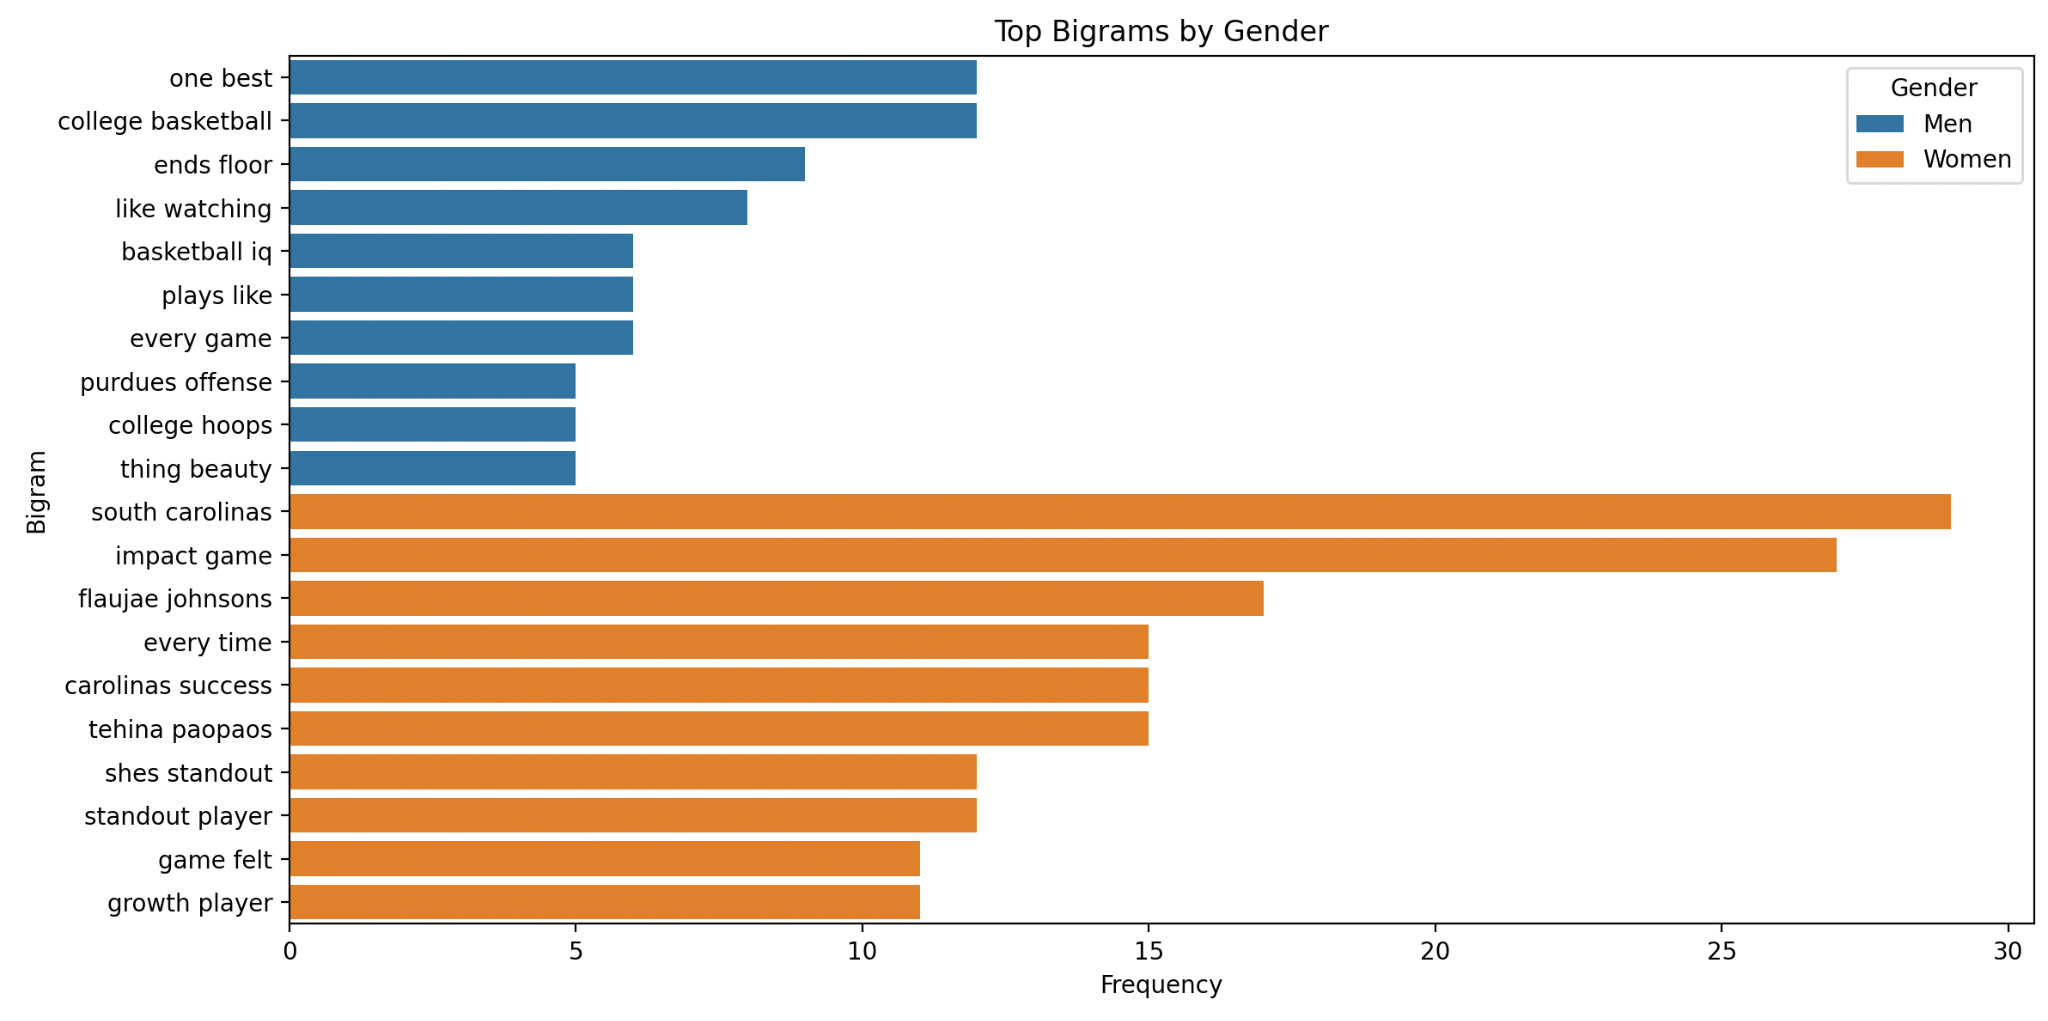 Top Bigrams by Gender
one best
college basketball
ends floor
like watching
basketball iq
plays like
every game
purdues offense
college hoops
thing beauty
south carolinas
impact game
flaujae johnsons
every time
carolinas success
tehina paopaos
shes standout
standout player
game felt
growth player
Bigram
0 5 10 15 20 25 30
Frequency
Gender
Men
Women